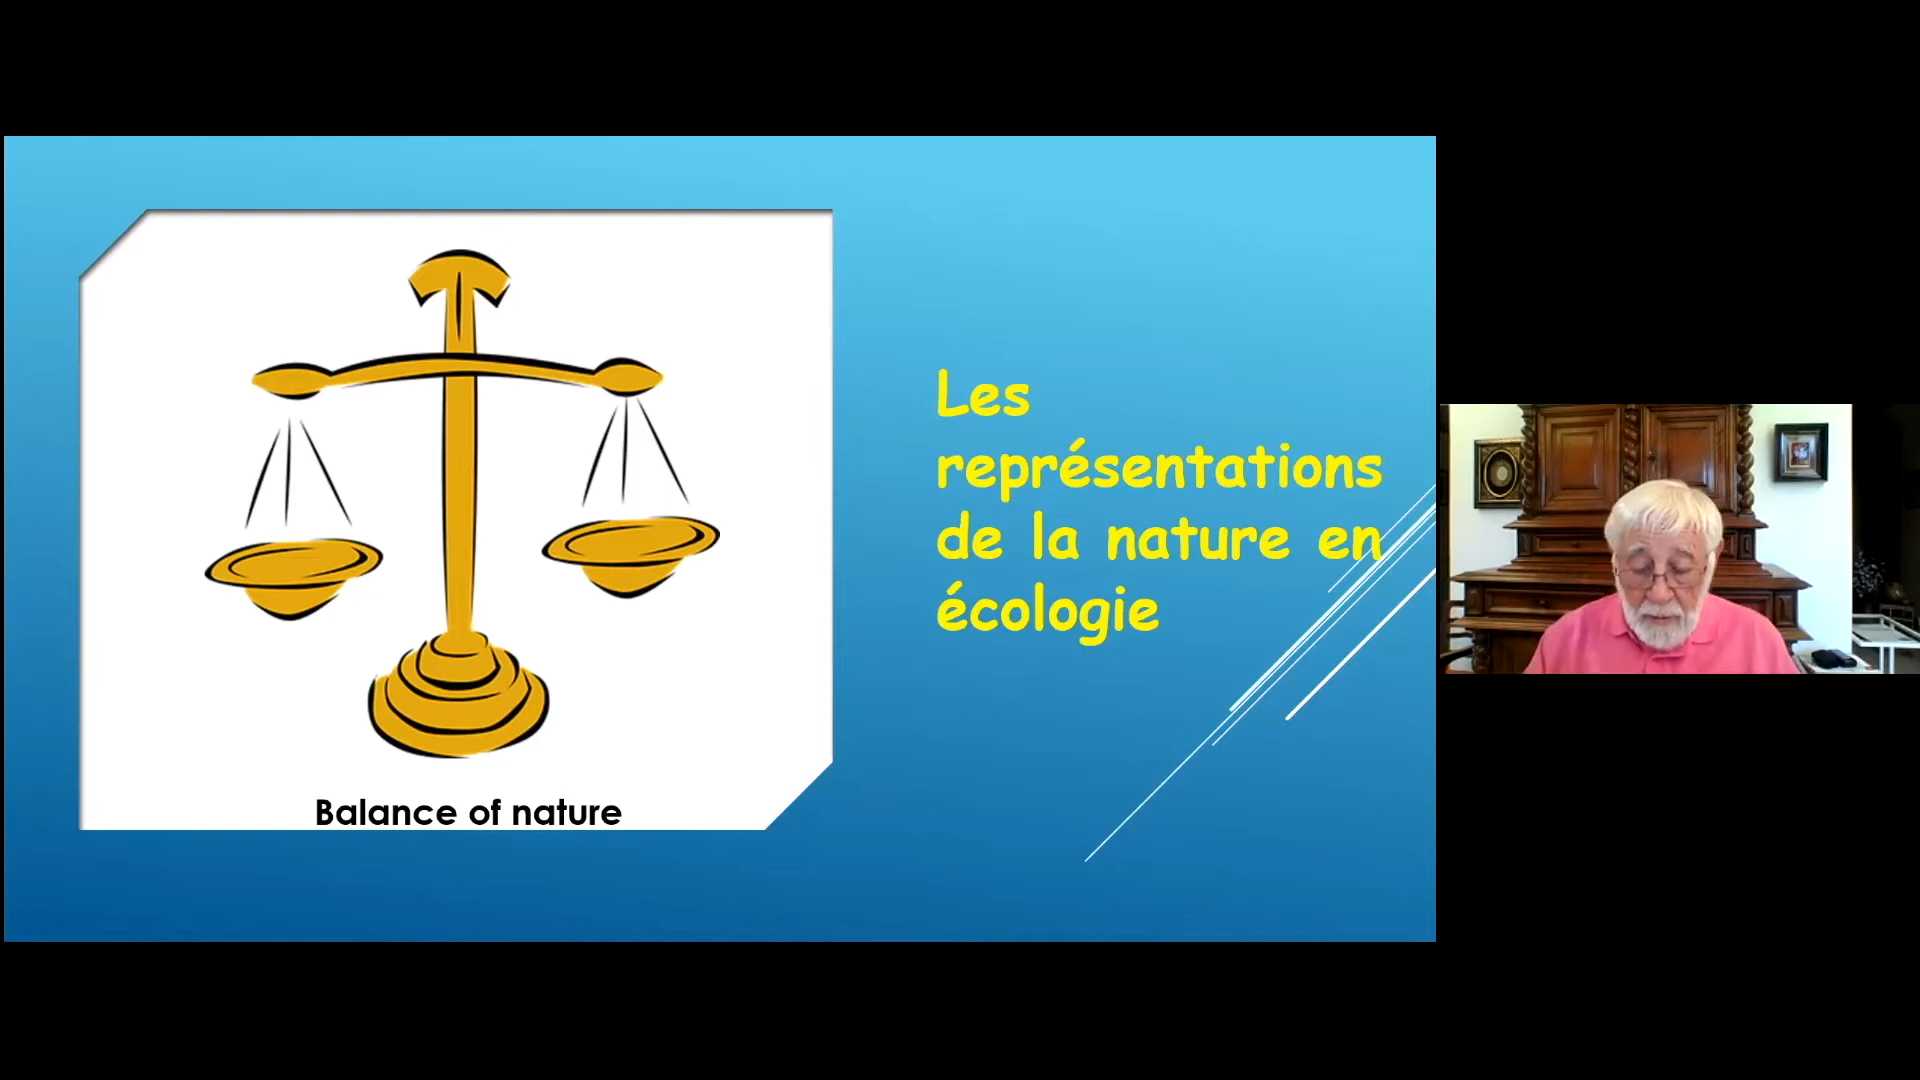 Les
représentations
de la nature en
écologie
Balance of nature